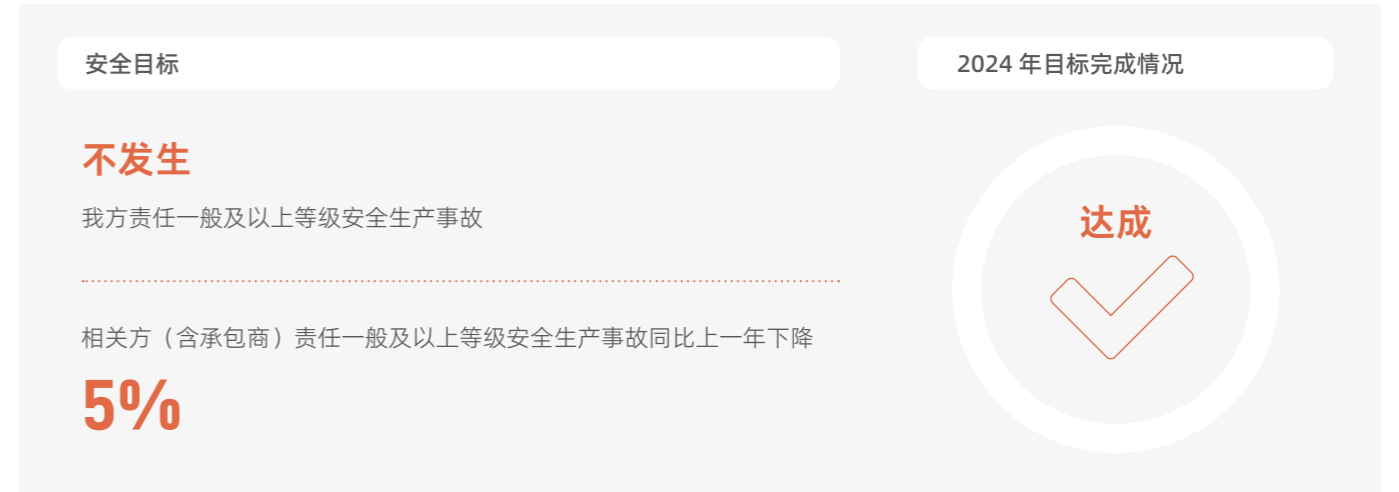 安全目标
不发生
我方责任一般及以上等级安全生产事故
相关方（含承包商）责任一般及以上等级安全生产事故同比上一年下降
5%
2024 年目标完成情况
达成